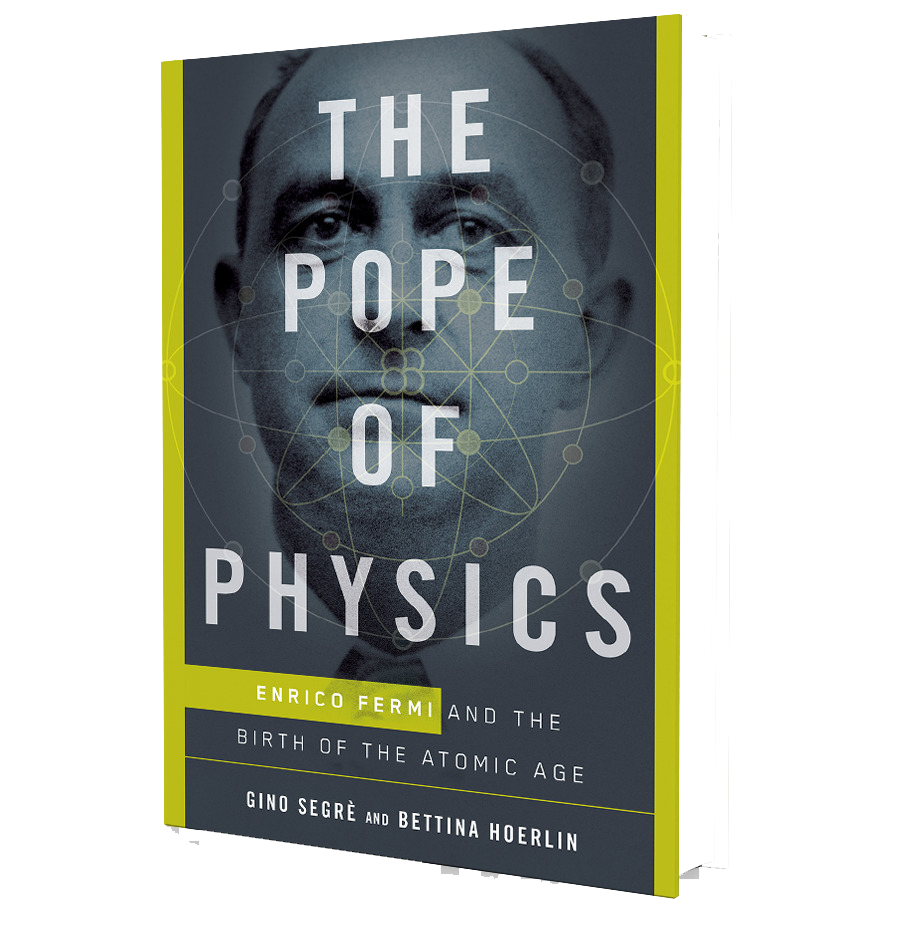 THE
POPE
OF
PHYSICS
ENRICO FERMI AND THE
BIRTH OF THE ATOMIC AGE
GINO SEGRÈ AND BETTINA HOERLIN